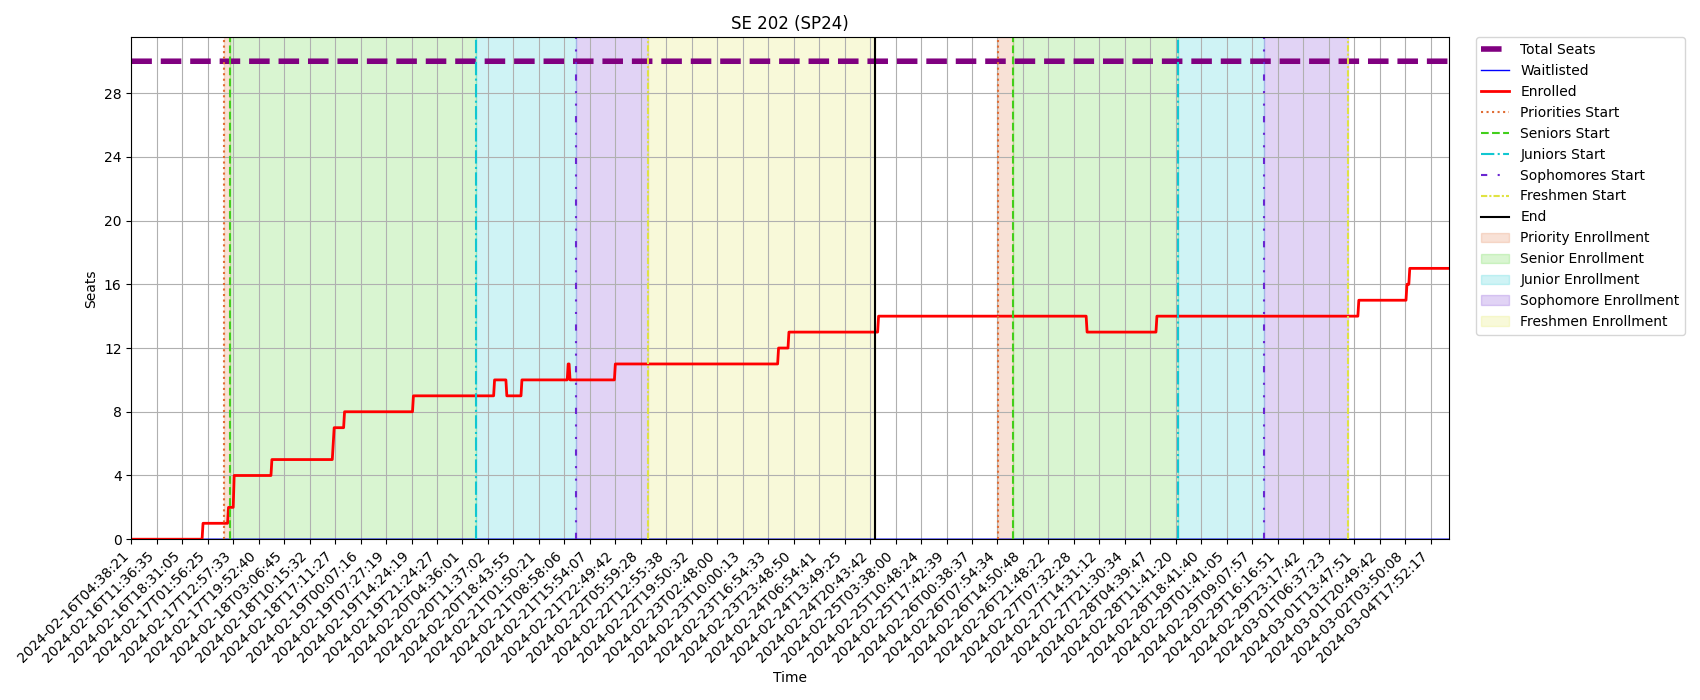 SE 202 (SP24)
Seats
28
24
20
16
12
8
4
0
2024-02-16T04:38:21
2024-02-16T11:36:35
2024-02-16T18:31:05
2024-02-17T01:56:23
2024-02-17T12:57:33
2024-02-17T19:52:40
2024-02-18T03:06:45
2024-02-18T10:15:32
2024-02-18T17:11:27
2024-02-19T00:07:16
2024-02-19T07:27:19
2024-02-19T14:24:19
2024-02-19T21:24:27
2024-02-20T04:36:01
2024-02-20T11:37:02
2024-02-20T18:43:55
2024-02-21T01:50:21
2024-02-21T08:58:06
2024-02-21T15:54:07
2024-02-21T22:49:42
2024-02-22T05:59:28
2024-02-22T12:55:38
2024-02-22T19:50:32
2024-02-23T02:48:00
2024-02-23T10:00:13
2024-02-23T16:54:33
2024-02-23T23:48:50
2024-02-24T06:54:41
2024-02-24T13:49:25
2024-02-24T20:43:42
2024-02-25T03:38:00
2024-02-25T10:48:24
2024-02-25T17:42:39
2024-02-26T00:38:37
2024-02-26T07:54:34
2024-02-26T14:50:48
2024-02-26T21:48:22
2024-02-27T07:32:28
2024-02-27T14:31:12
2024-02-27T21:30:34
2024-02-28T04:39:47
2024-02-28T11:41:20
2024-02-28T18:41:40
2024-02-29T01:41:05
2024-02-29T09:07:57
2024-02-29T16:16:51
2024-02-29T23:17:42
2024-03-01T06:37:23
2024-03-01T13:47:51
2024-03-01T20:49:42
2024-03-02T03:50:08
2024-03-04T17:52:17
Time
Total Seats
Waitlisted
Enrolled
Priorities Start
Seniors Start
Juniors Start
Sophomores Start
Freshmen Start
End
Priority Enrollment
Senior Enrollment
Junior Enrollment
Sophomore Enrollment
Freshmen Enrollment